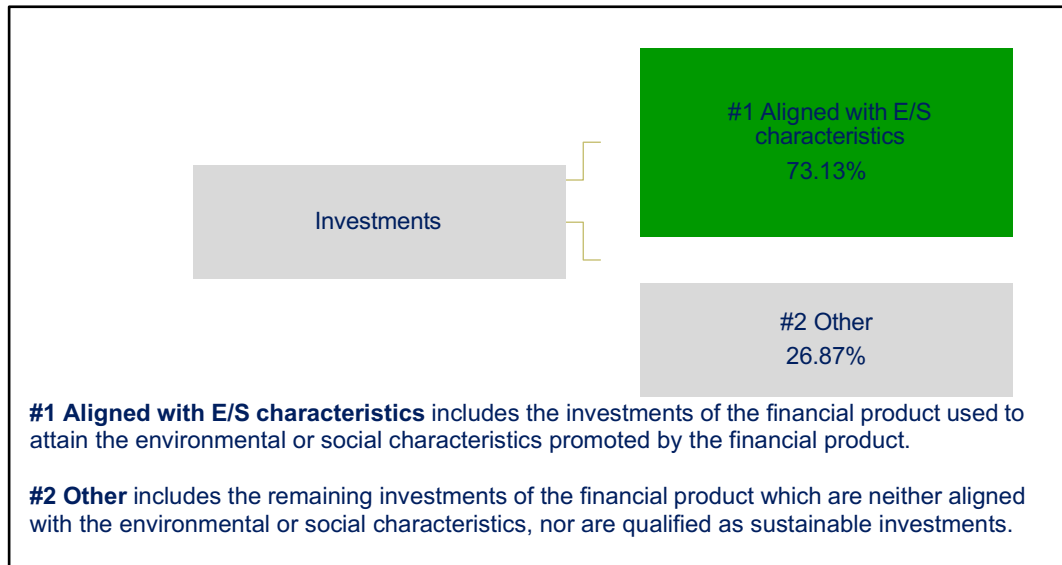 #1 Aligned with E/S
characteristics
73.13%
Investments
#2 Other
26.87%
#1 Aligned with E/S characteristics includes the investments of the financial product used to
attain the environmental or social characteristics promoted by the financial product.
#2 Other includes the remaining investments of the financial product which are neither aligned
with the environmental or social characteristics, nor are qualified as sustainable investments.